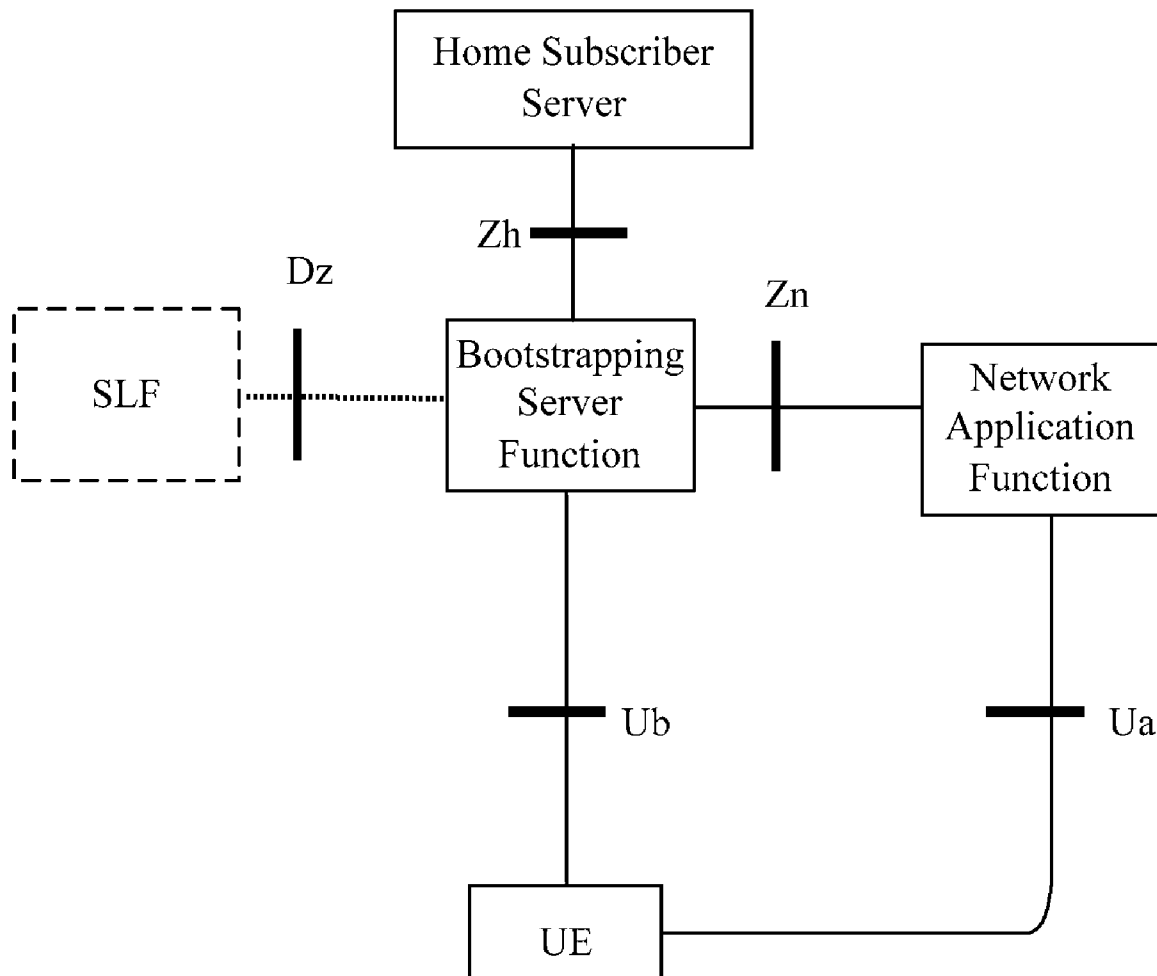 Home Subscriber
Server
Zh
Dz
Zn
SLF
Bootstrapping
Server
Function
Network
Application
Function
Ub
Ua
UE